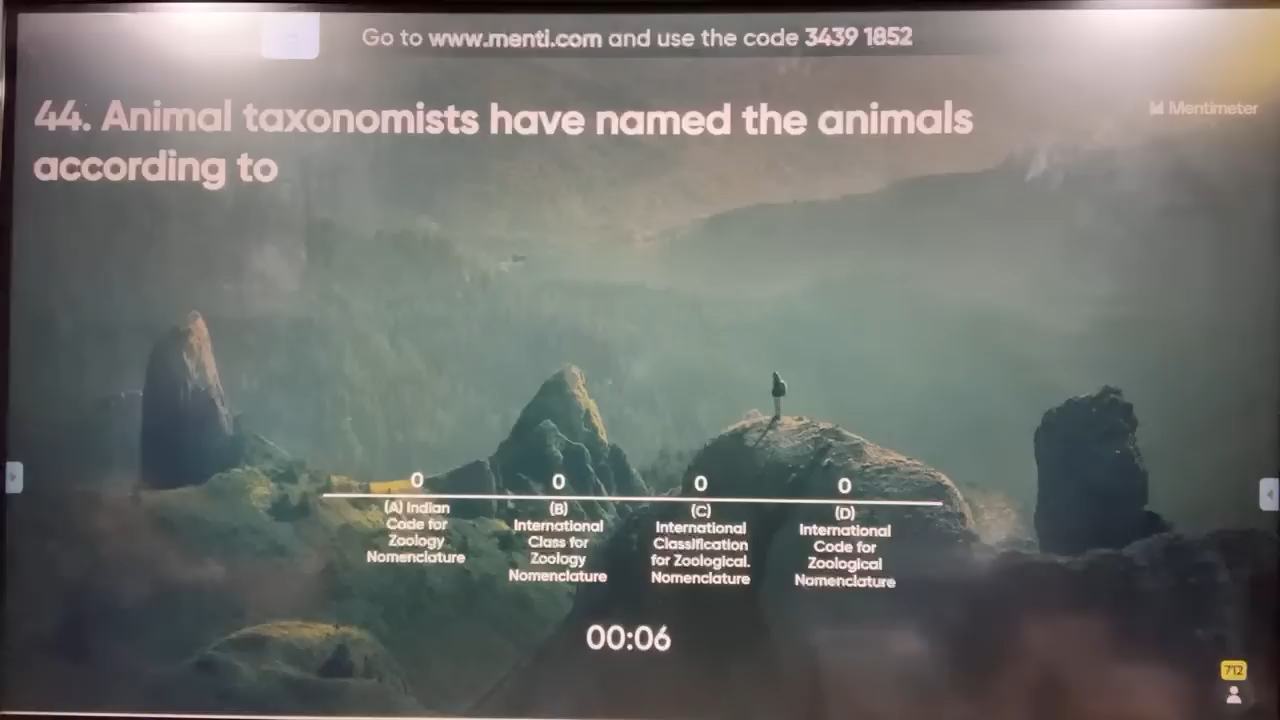 Go to www.menti.com and use the code 3439 1852
44. Animal taxonomists have named the animals
according to
Mentimeter
0
0
0
0
(A) Indian
Code for
Zoology
Nomenclature
(B)
International
Class for
Zoology
Nomenclature
(C)
International
Classification
for Zoological.
Nomenclature
(D)
International
Code for
Zoological
Nomenclature
00:06
712